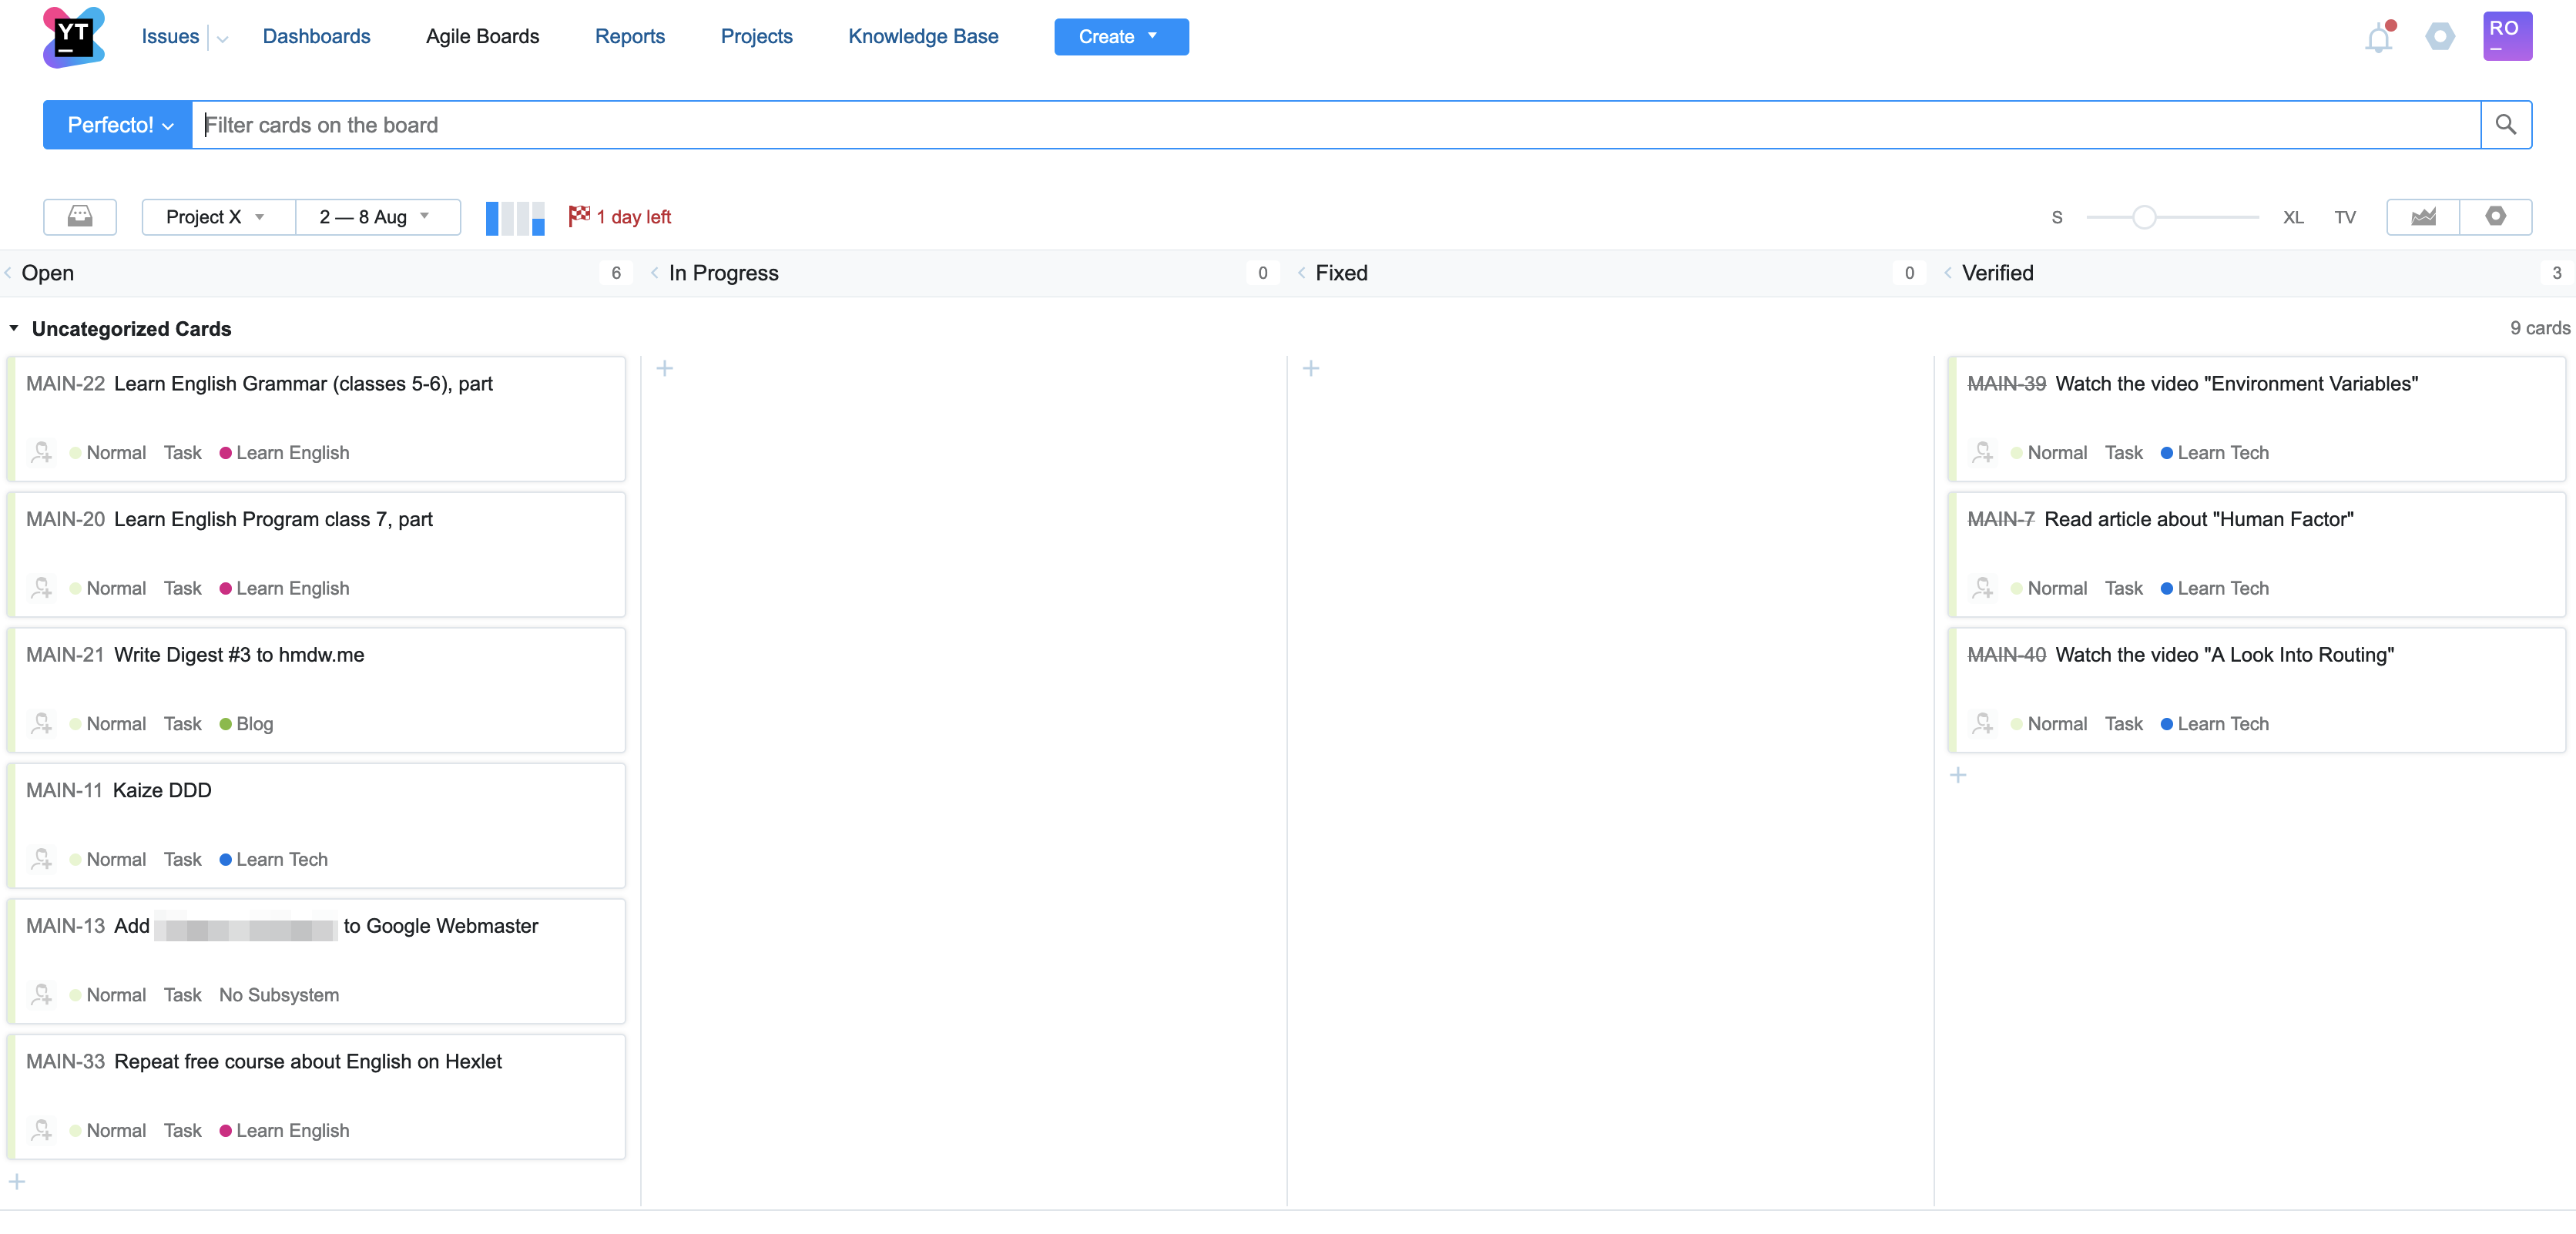 YT
Issues Dashboards Agile Boards Reports Projects Knowledge Base Create RO
Perfecto! Filter cards on the board
Project X 2 — 8 Aug 1 day left S XL TV
Open 6 In Progress 0 Fixed 0 Verified 3
Uncategorized Cards 9 cards
MAIN-22 Learn English Grammar (classes 5-6), part
Normal Task Learn English
MAIN-20 Learn English Program class 7, part
Normal Task Learn English
MAIN-21 Write Digest #3 to hmdw.me
Normal Task Blog
MAIN-11 Kaize DDD
Normal Task Learn Tech
MAIN-13 Add to Google Webmaster
Normal Task No Subsystem
MAIN-33 Repeat free course about English on Hexlet
Normal Task Learn English
MAIN-39 Watch the video "Environment Variables"
Normal Task Learn Tech
MAIN-7 Read article about "Human Factor"
Normal Task Learn Tech
MAIN-40 Watch the video "A Look Into Routing"
Normal Task Learn Tech